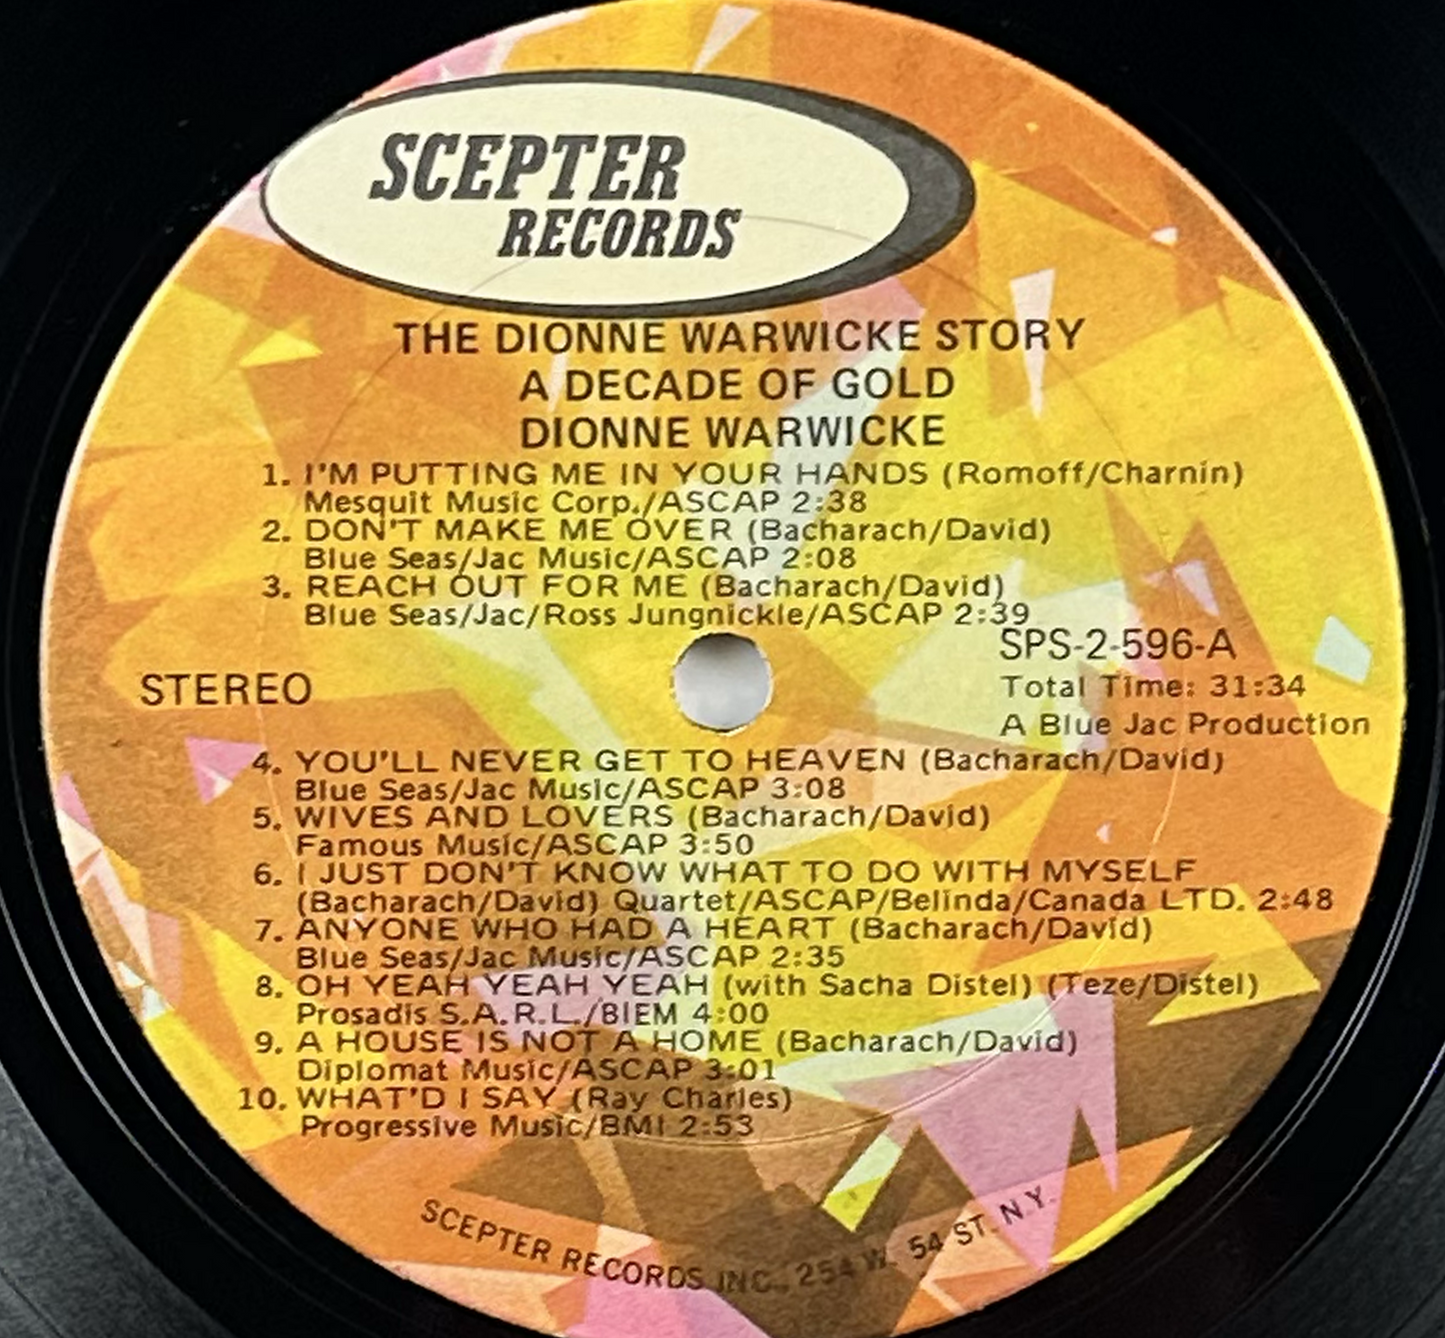 SCEPTER
RECORDS
THE DIONNE WARWICKE STORY
A DECADE OF GOLD
DIONNE WARWICKE
1. I'M PUTTING ME IN YOUR HANDS (Romoff/Charnin)
Mesquit Music Corp./ASCAP 2:38
2. DON'T MAKE ME OVER (Bacharach/David)
Blue Seas/Jac Music/ASCAP 2:08
3. REACH OUT FOR ME (Bacharach/David)
Blue Seas/Jac/Ross Jungnickle/ASCAP 2:39
SPS-2-596-A
STEREO
Total Time: 31:34
A Blue Jac Production
4. YOU'LL NEVER GET TO HEAVEN (Bacharach/David)
Blue Seas/Jac Music/ASCAP 3:08
5. WIVES AND LOVERS (Bacharach/David)
Famous Music/ASCAP 3:50
6. I JUST DON'T KNOW WHAT TO DO WITH MYSELF
(Bacharach/David) Quartet/ASCAP/Belinda/Canada LTD. 2:48
7. ANYONE WHO HAD A HEART (Bacharach/David)
Blue Seas/Jac Music/ASCAP 2:35
8. OH YEAH YEAH YEAH (with Sacha Distel) (Teze/Distel)
Prosadis S.A.R.L./BIEM 4:00
9. A HOUSE IS NOT A HOME (Bacharach/David)
Diplomat Music/ASCAP 3:01
10. WHAT'D I SAY (Ray Charles)
Progressive Music/BMI 2:53
SCEPTER RECORDS INC., 254 W. 54 ST. N.Y.